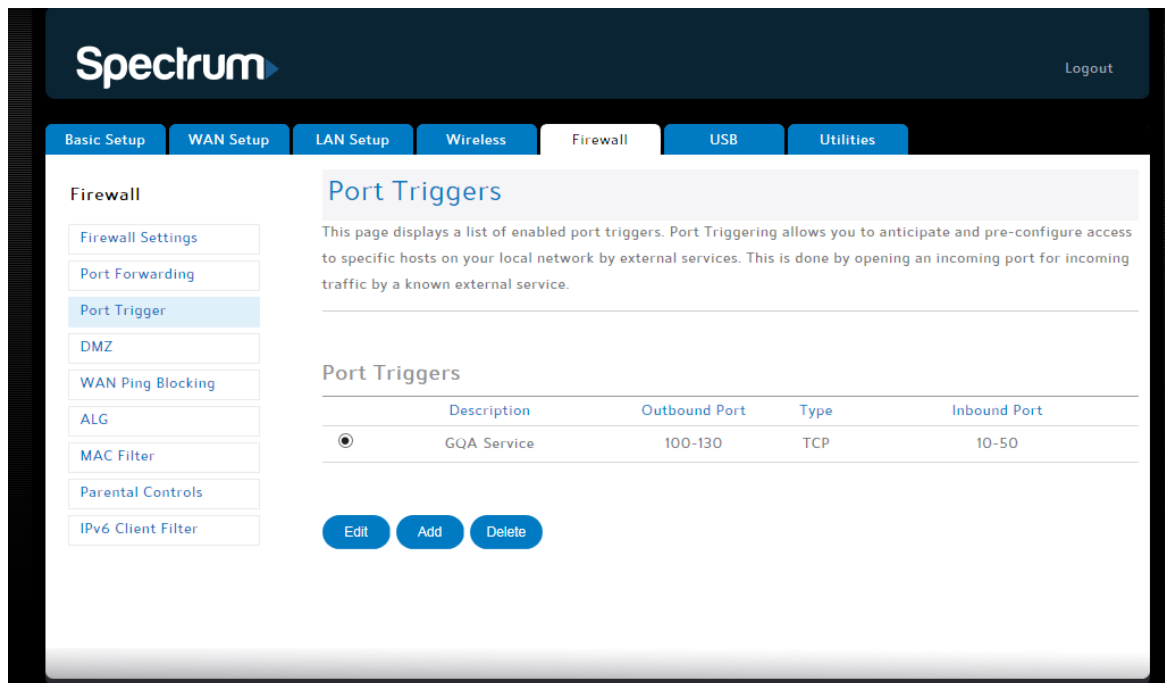 Spectrum
Logout
Basic Setup WAN Setup LAN Setup Wireless Firewall USB Utilities
Firewall
Firewall Settings
Port Forwarding
Port Trigger
DMZ
WAN Ping Blocking
ALG
MAC Filter
Parental Controls
IPv6 Client Filter
Port Triggers
This page displays a list of enabled port triggers. Port Triggering allows you to anticipate and pre-configure access
to specific hosts on your local network by external services. This is done by opening an incoming port for incoming
traffic by a known external service.
Port Triggers
Description Outbound Port Type Inbound Port
GQA Service 100-130 TCP 10-50
Edit Add Delete